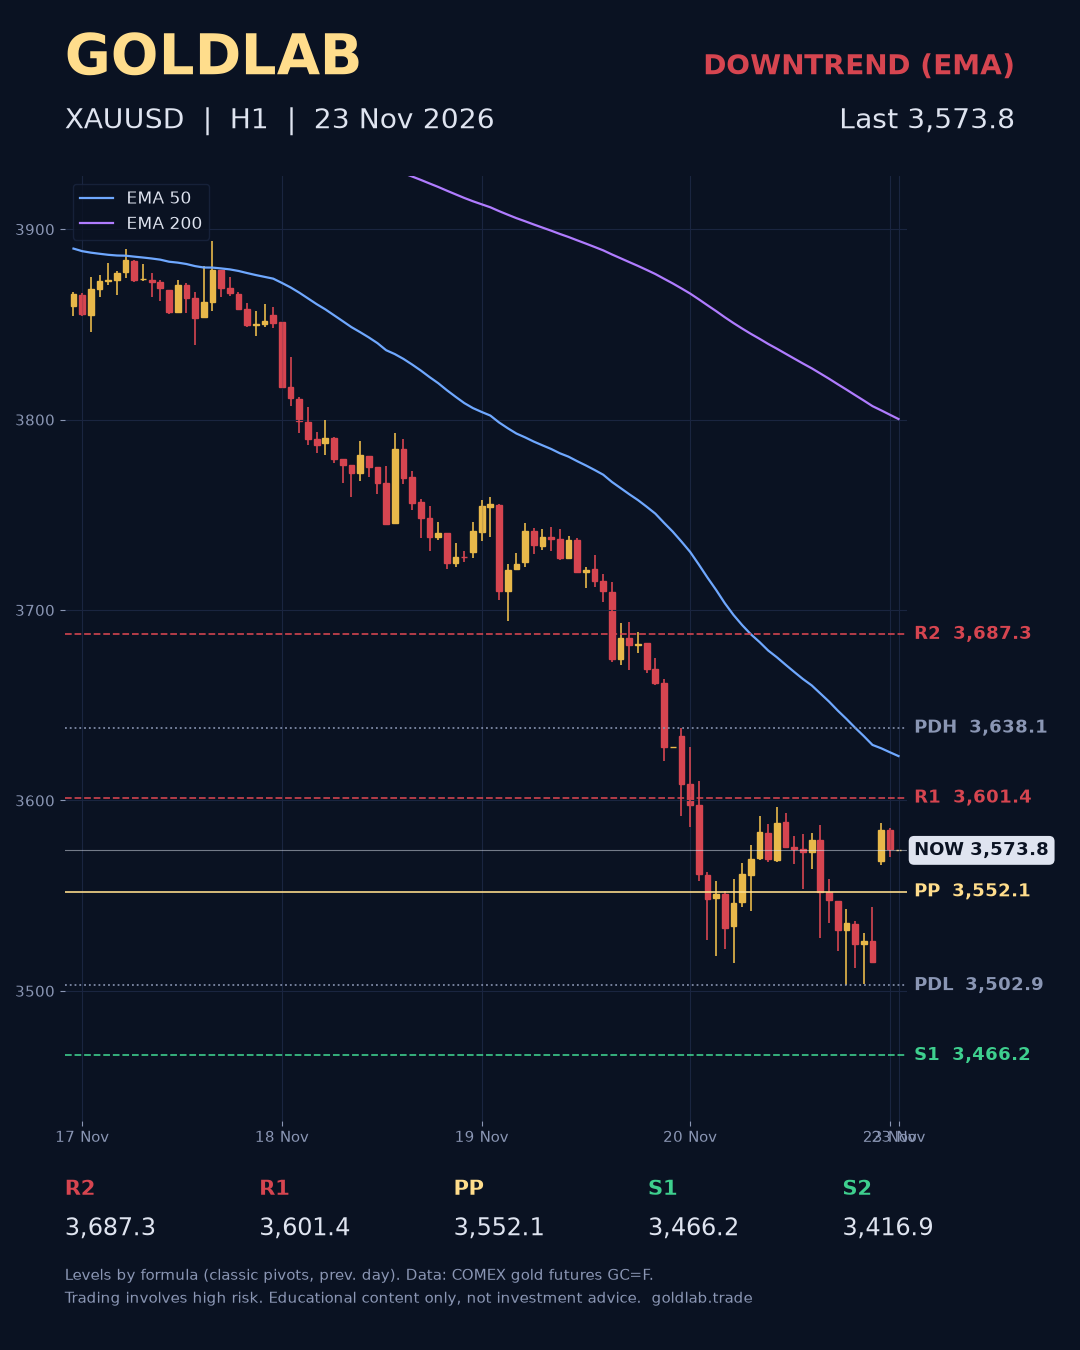 GOLDLAB
DOWNTREND (EMA)
XAUUSD | H1 | 23 Nov 2026
Last 3,573.8
EMA 50
EMA 200
3900
3800
3700
R2 3,687.3
PDH 3,638.1
3600
R1 3,601.4
NOW 3,573.8
PP 3,552.1
3500
PDL 3,502.9
S1 3,466.2
17 Nov
18 Nov
19 Nov
20 Nov
23 Nov
R2
R1
PP
S1
S2
3,687.3
3,601.4
3,552.1
3,466.2
3,416.9
Levels by formula (classic pivots, prev. day). Data: COMEX gold futures GC=F.
Trading involves high risk. Educational content only, not investment advice. goldlab.trade